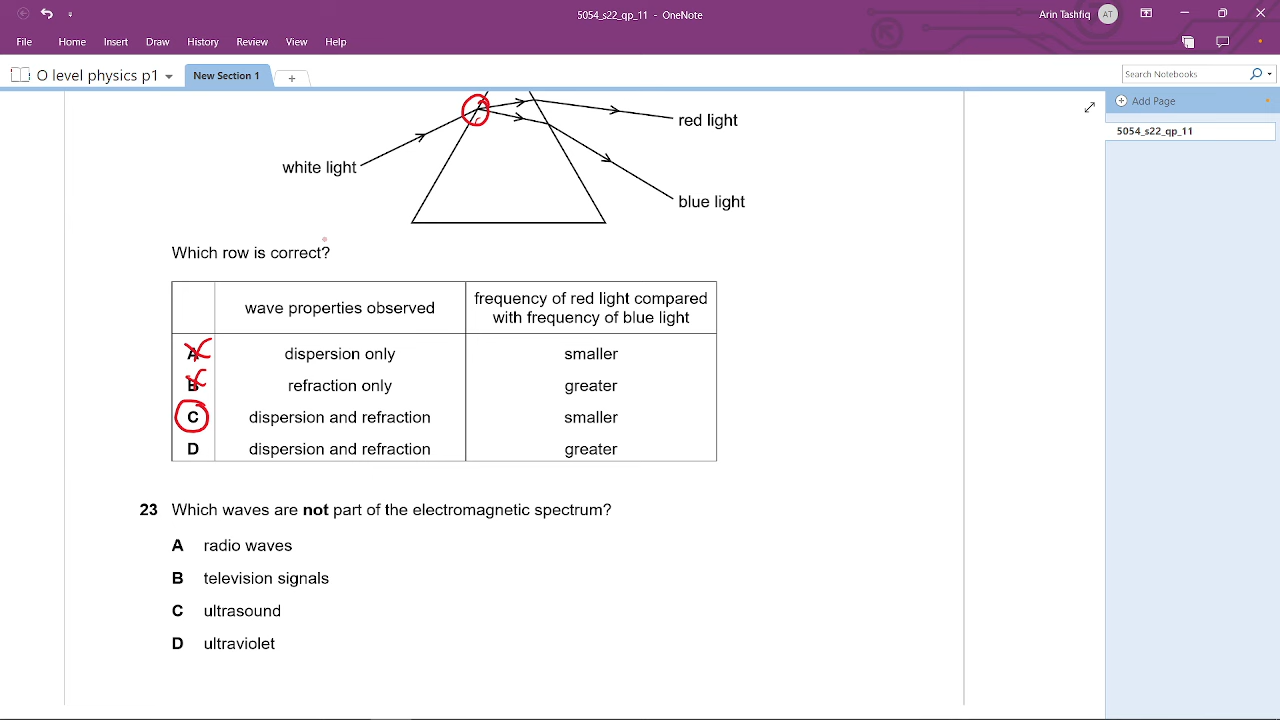 5054_s22_qp_11 - OneNote
Arin Tashfiq AT
File Home Insert Draw History Review View Help
O level physics p1
New Section 1
+
Search Notebooks
Add Page
5054_s22_qp_11
red light
white light
blue light
Which row is correct?
wave properties observed
frequency of red light compared
with frequency of blue light
A dispersion only smaller
B refraction only greater
C dispersion and refraction smaller
D dispersion and refraction greater
23 Which waves are not part of the electromagnetic spectrum?
A radio waves
B television signals
C ultrasound
D ultraviolet